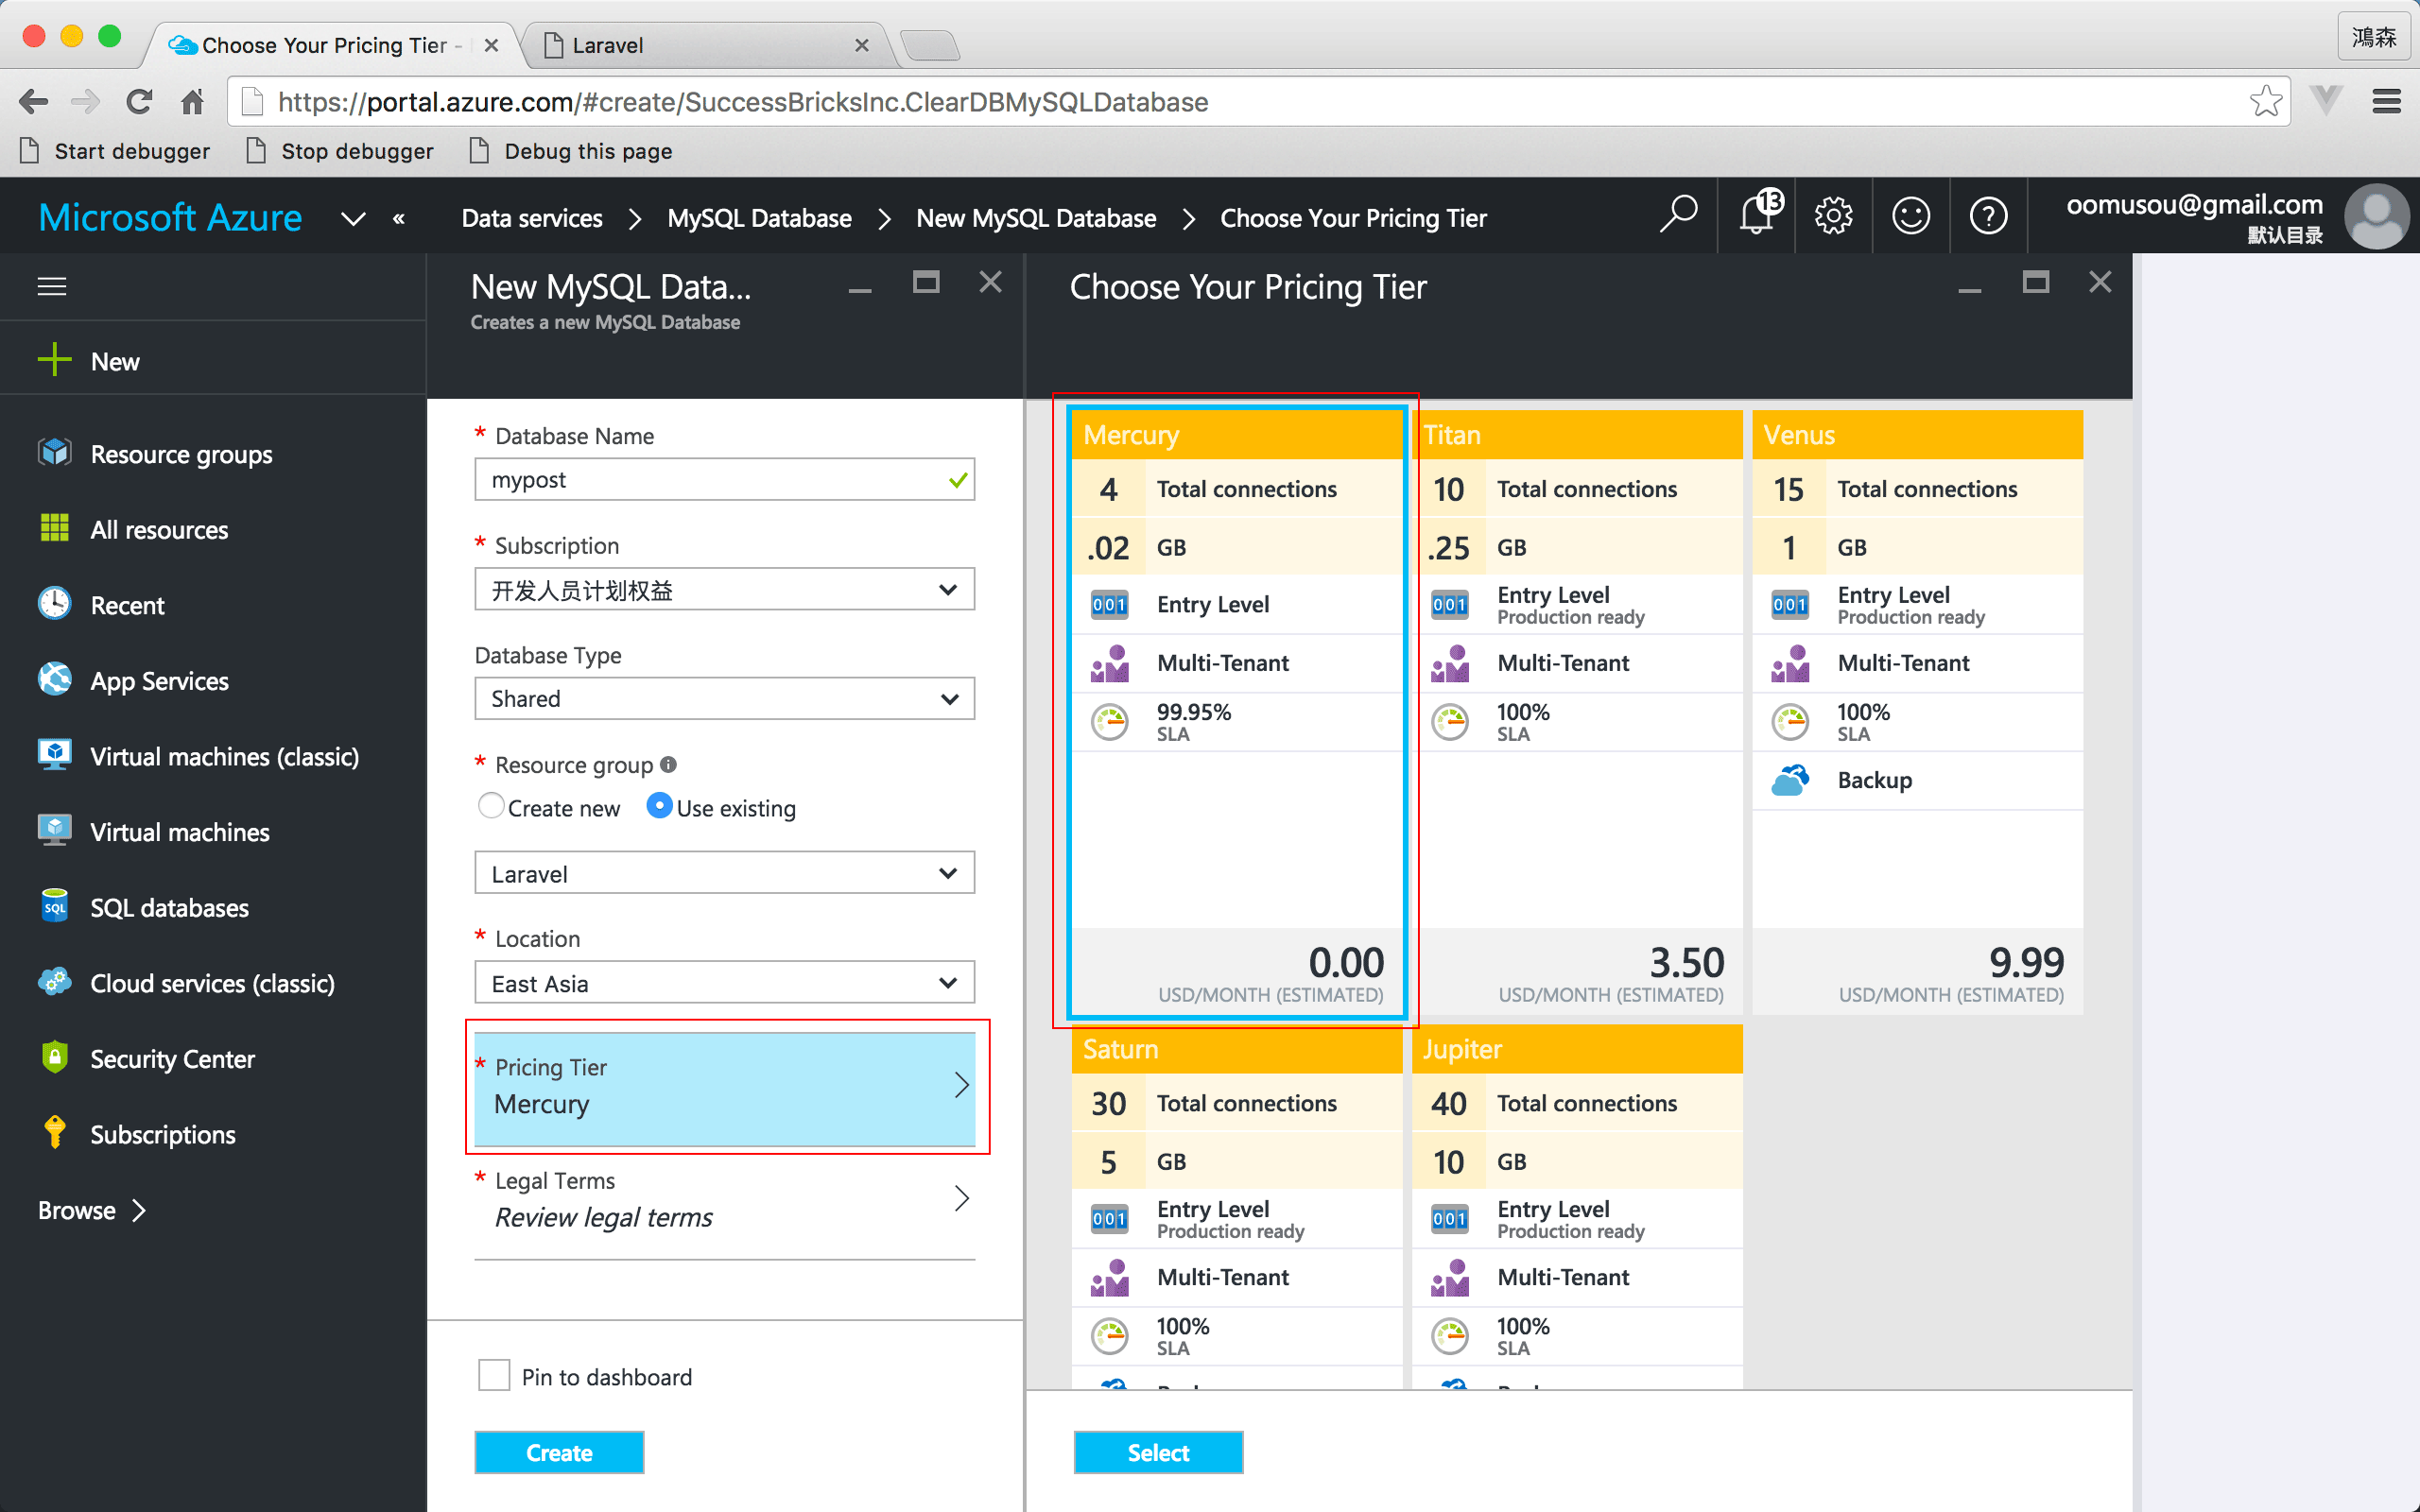 Choose Your Pricing Tier -
Laravel
鴻森
https://portal.azure.com/#create/SuccessBricksInc.ClearDBMySQLDatabase
Start debugger
Stop debugger
Debug this page
Microsoft Azure
«
Data services > MySQL Database > New MySQL Database > Choose Your Pricing Tier
13
oomusou@gmail.com
默认目录
New
Resource groups
All resources
Recent
App Services
Virtual machines (classic)
Virtual machines
SQL
SQL databases
Cloud services (classic)
Security Center
Subscriptions
Browse
New MySQL Data...
Creates a new MySQL Database
* Database Name
mypost
* Subscription
开发人员计划权益
Database Type
Shared
* Resource group
Create new
Use existing
Laravel
* Location
East Asia
* Pricing Tier
Mercury
* Legal Terms
Review legal terms
Pin to dashboard
Create
Choose Your Pricing Tier
Mercury
4 Total connections
.02 GB
001 Entry Level
Multi-Tenant
99.95%
SLA
0.00
USD/MONTH (ESTIMATED)
Titan
10 Total connections
.25 GB
001 Entry Level
Production ready
Multi-Tenant
100%
SLA
3.50
USD/MONTH (ESTIMATED)
Venus
15 Total connections
1 GB
001 Entry Level
Production ready
Multi-Tenant
100%
SLA
Backup
9.99
USD/MONTH (ESTIMATED)
Saturn
30 Total connections
5 GB
001 Entry Level
Production ready
Multi-Tenant
100%
SLA
Jupiter
40 Total connections
10 GB
001 Entry Level
Production ready
Multi-Tenant
100%
SLA
Select